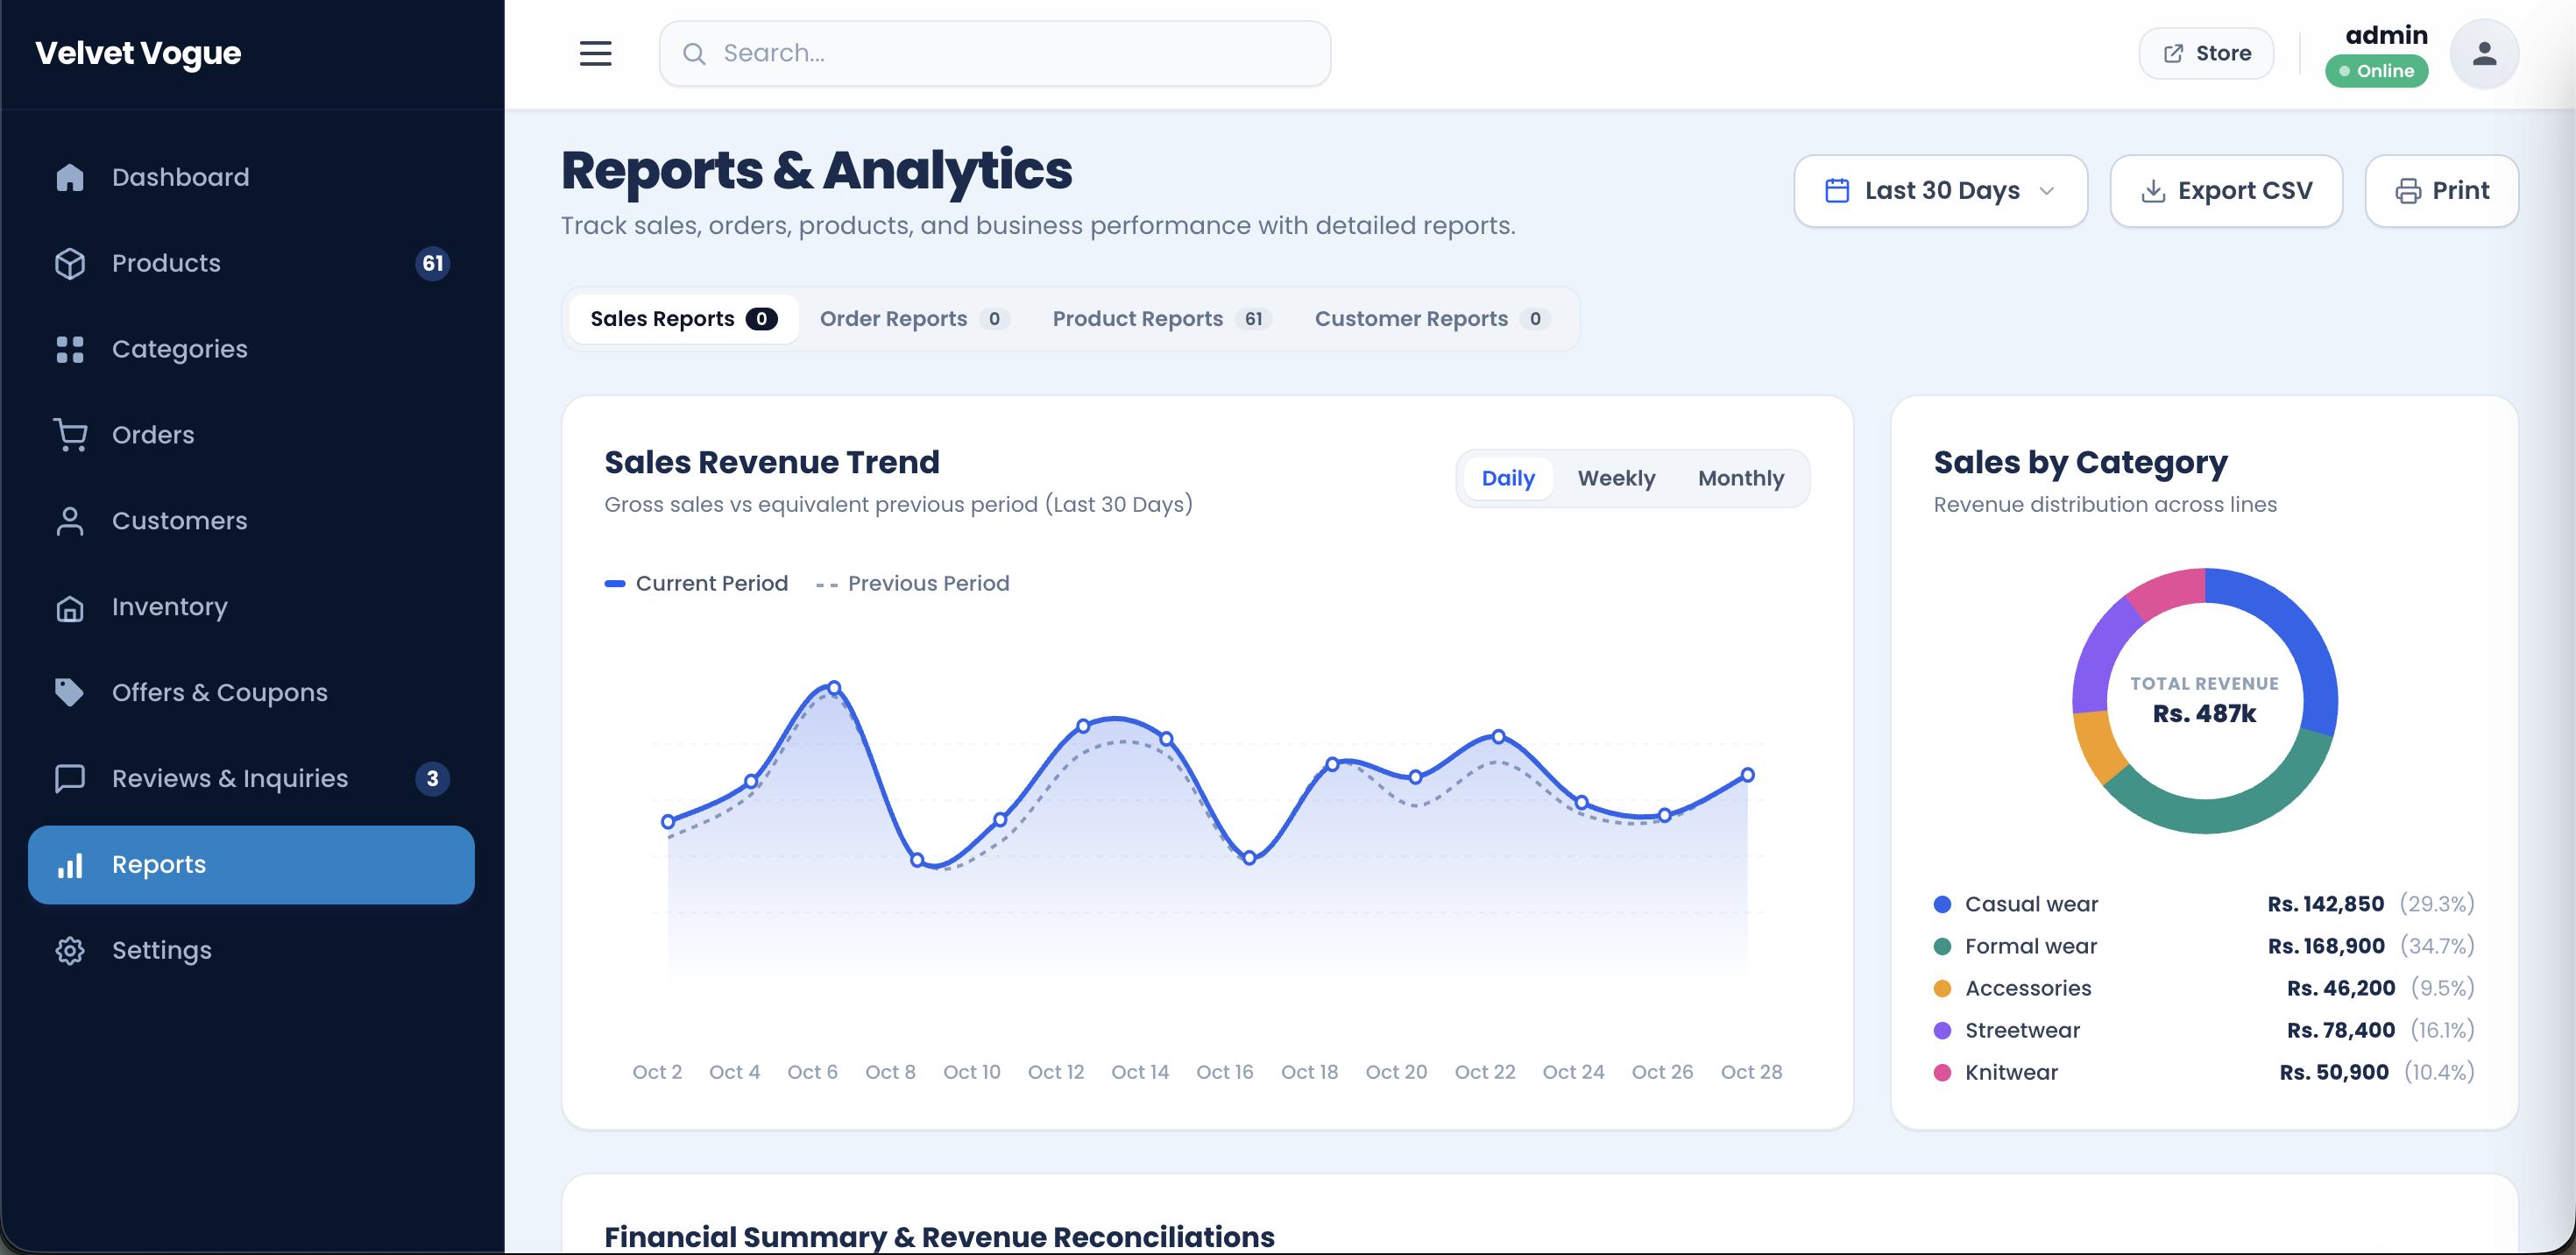 Velvet Vogue
Search...
Store
admin
Online
Dashboard
Products 61
Categories
Orders
Customers
Inventory
Offers & Coupons
Reviews & Inquiries 3
Reports
Settings
Reports & Analytics
Track sales, orders, products, and business performance with detailed reports.
Last 30 Days
Export CSV
Print
Sales Reports 0
Order Reports 0
Product Reports 61
Customer Reports 0
Sales Revenue Trend
Gross sales vs equivalent previous period (Last 30 Days)
Daily Weekly Monthly
Current Period
Previous Period
Oct 2 Oct 4 Oct 6 Oct 8 Oct 10 Oct 12 Oct 14 Oct 16 Oct 18 Oct 20 Oct 22 Oct 24 Oct 26 Oct 28
Sales by Category
Revenue distribution across lines
TOTAL REVENUE
Rs. 487k
Casual wear Rs. 142,850 (29.3%)
Formal wear Rs. 168,900 (34.7%)
Accessories Rs. 46,200 (9.5%)
Streetwear Rs. 78,400 (16.1%)
Knitwear Rs. 50,900 (10.4%)
Financial Summary & Revenue Reconciliations